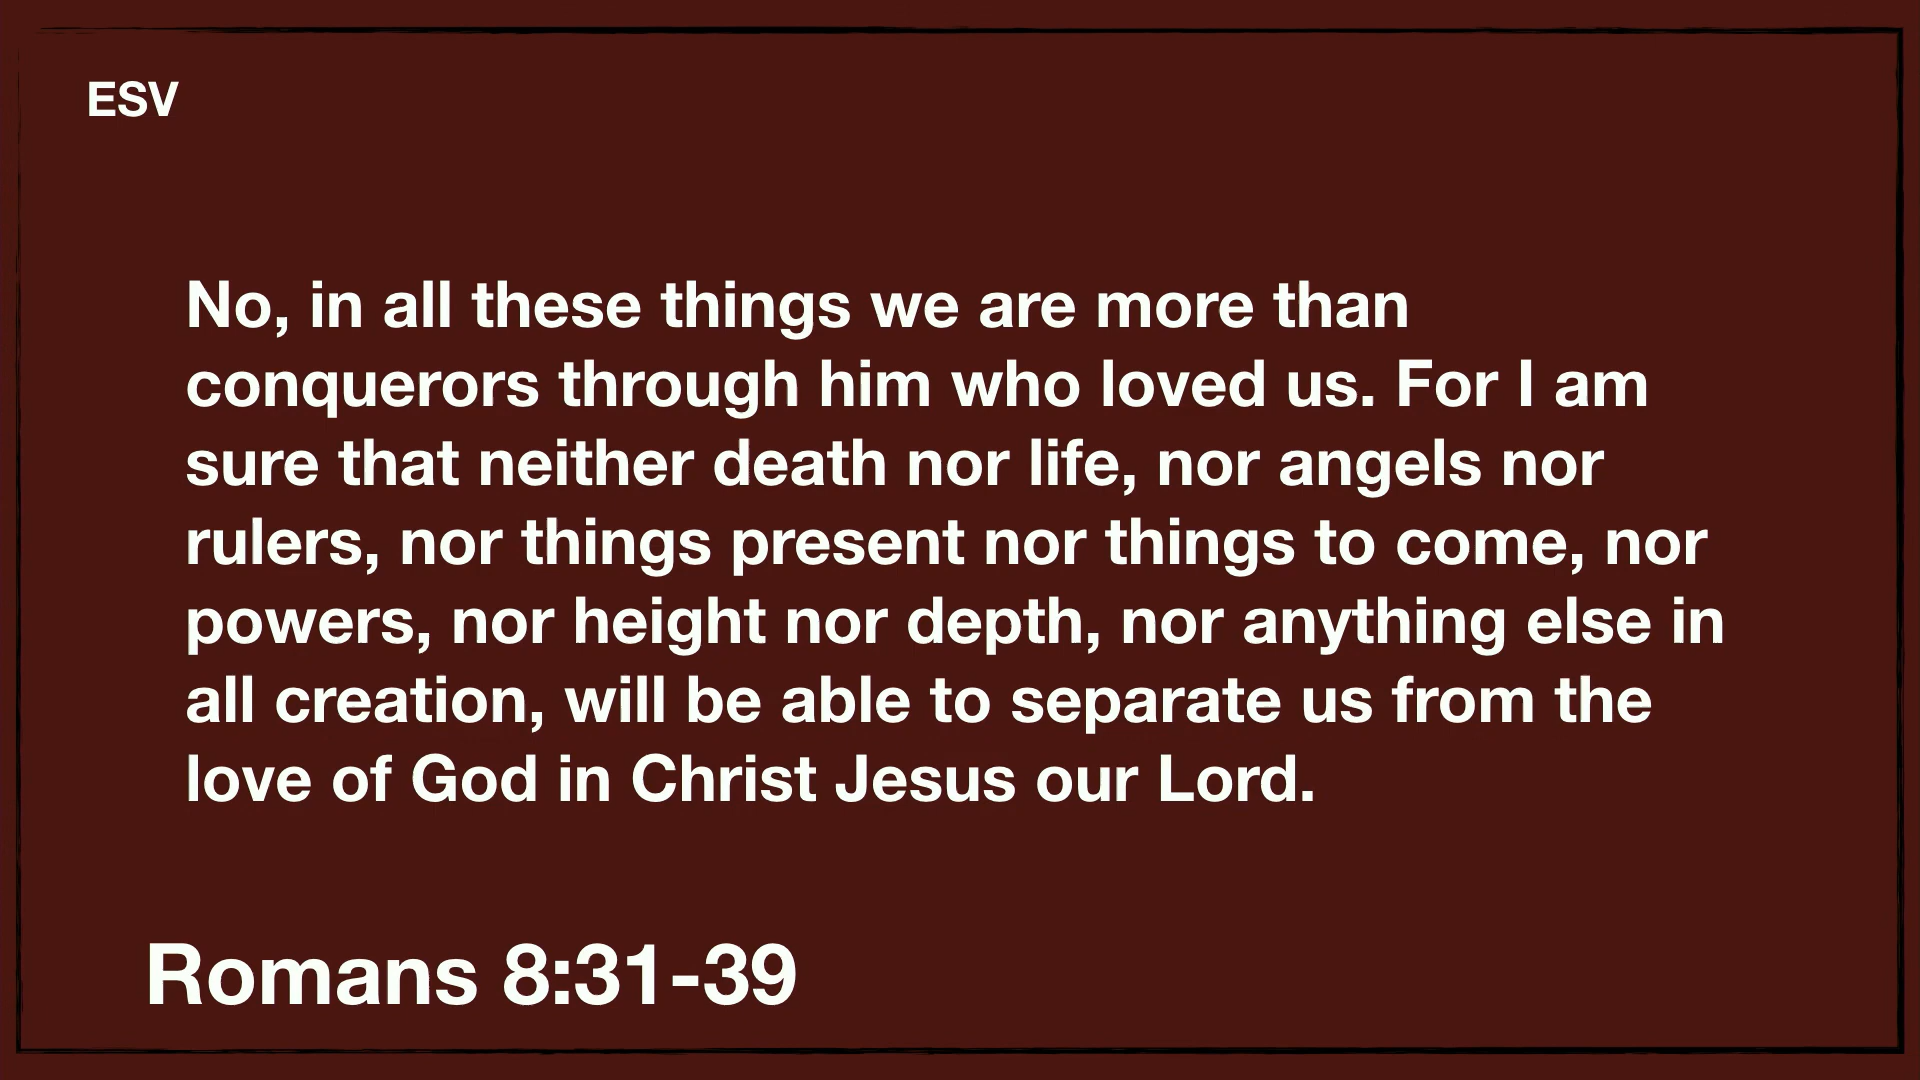 ESV
No, in all these things we are more than
conquerors through him who loved us. For I am
sure that neither death nor life, nor angels nor
rulers, nor things present nor things to come, nor
powers, nor height nor depth, nor anything else in
all creation, will be able to separate us from the
love of God in Christ Jesus our Lord.
Romans 8:31-39